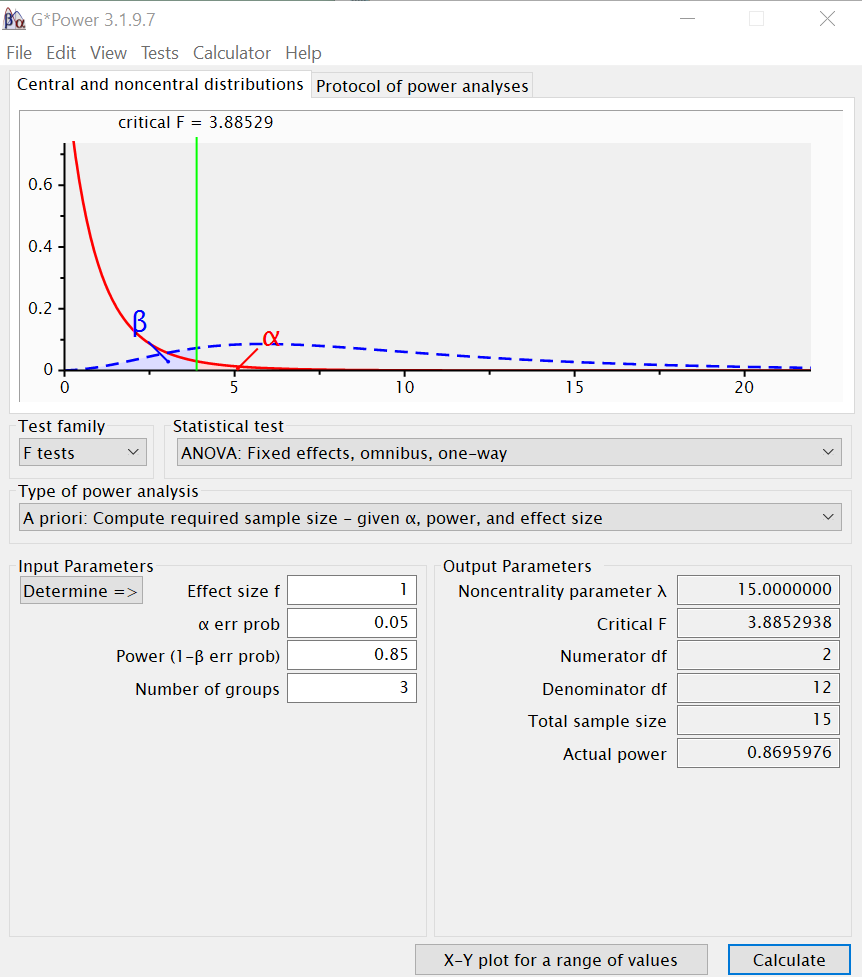 G*Power 3.1.9.7
File Edit View Tests Calculator Help
Central and noncentral distributions Protocol of power analyses
critical F = 3.88529
0.6
0.4
0.2
0
β
α
0 5 10 15 20
Test family Statistical test
F tests ANOVA: Fixed effects, omnibus, one-way
Type of power analysis
A priori: Compute required sample size - given α, power, and effect size
Input Parameters Output Parameters
Determine => Effect size f 1 Noncentrality parameter λ 15.0000000
α err prob 0.05 Critical F 3.8852938
Power (1-β err prob) 0.85 Numerator df 2
Number of groups 3 Denominator df 12
Total sample size 15
Actual power 0.8695976
X-Y plot for a range of values Calculate